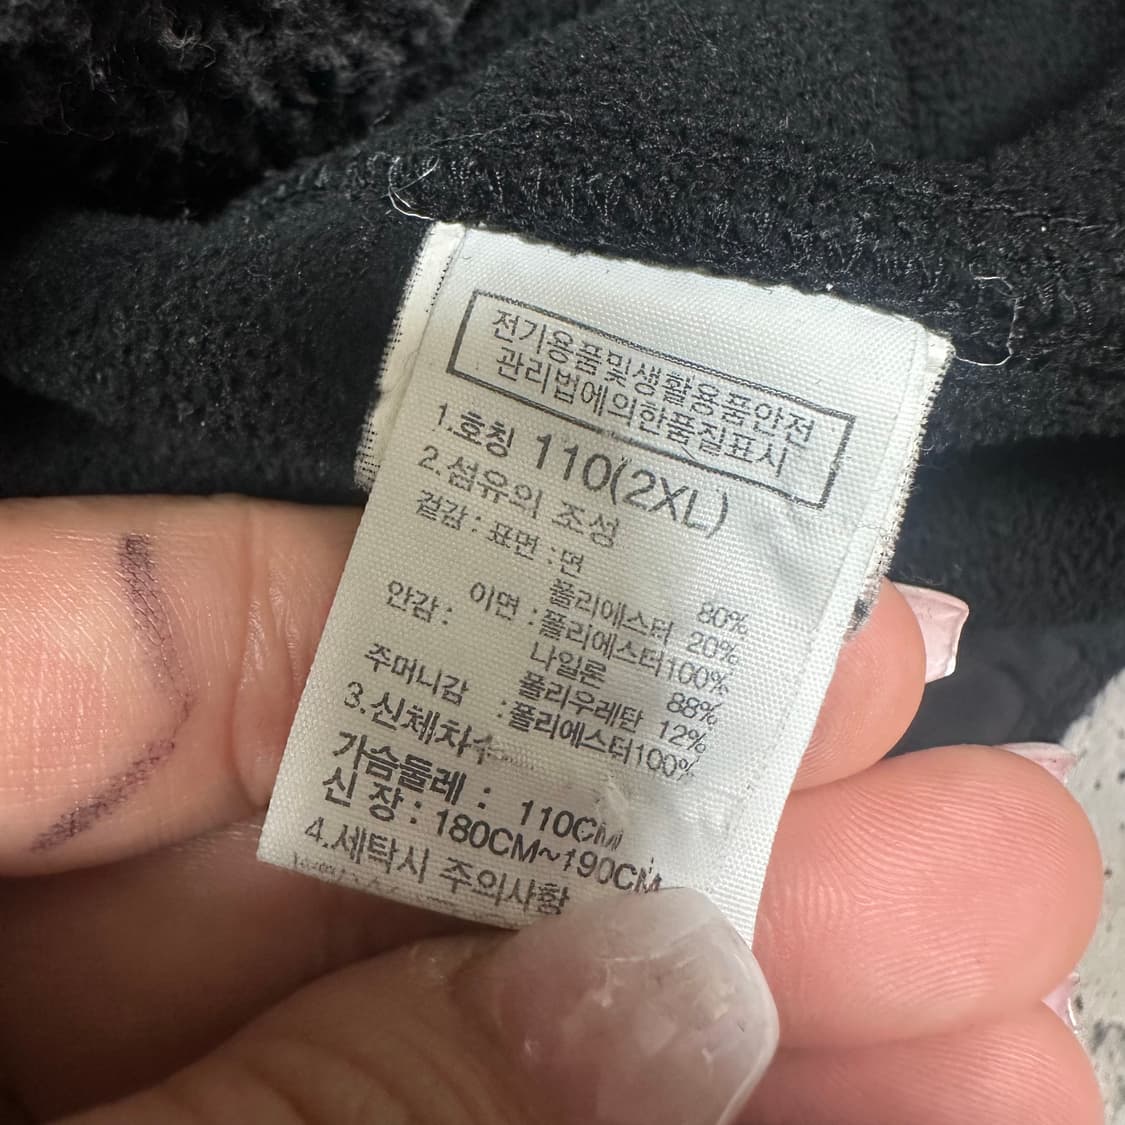 전기용품및생활용품안전
관리법에의한품질표시
1.호칭 110(2XL)
2.섬유의 조성
겉감 : 표면 : 면 80%
폴리에스터 20%
이면 : 폴리에스터100%
안감 : 나일론 88%
폴리우레탄 12%
주머니감 : 폴리에스터100%
3.신체치수
가슴둘레 : 110CM
신 장 : 180CM~190CM
4.세탁시 주의사항